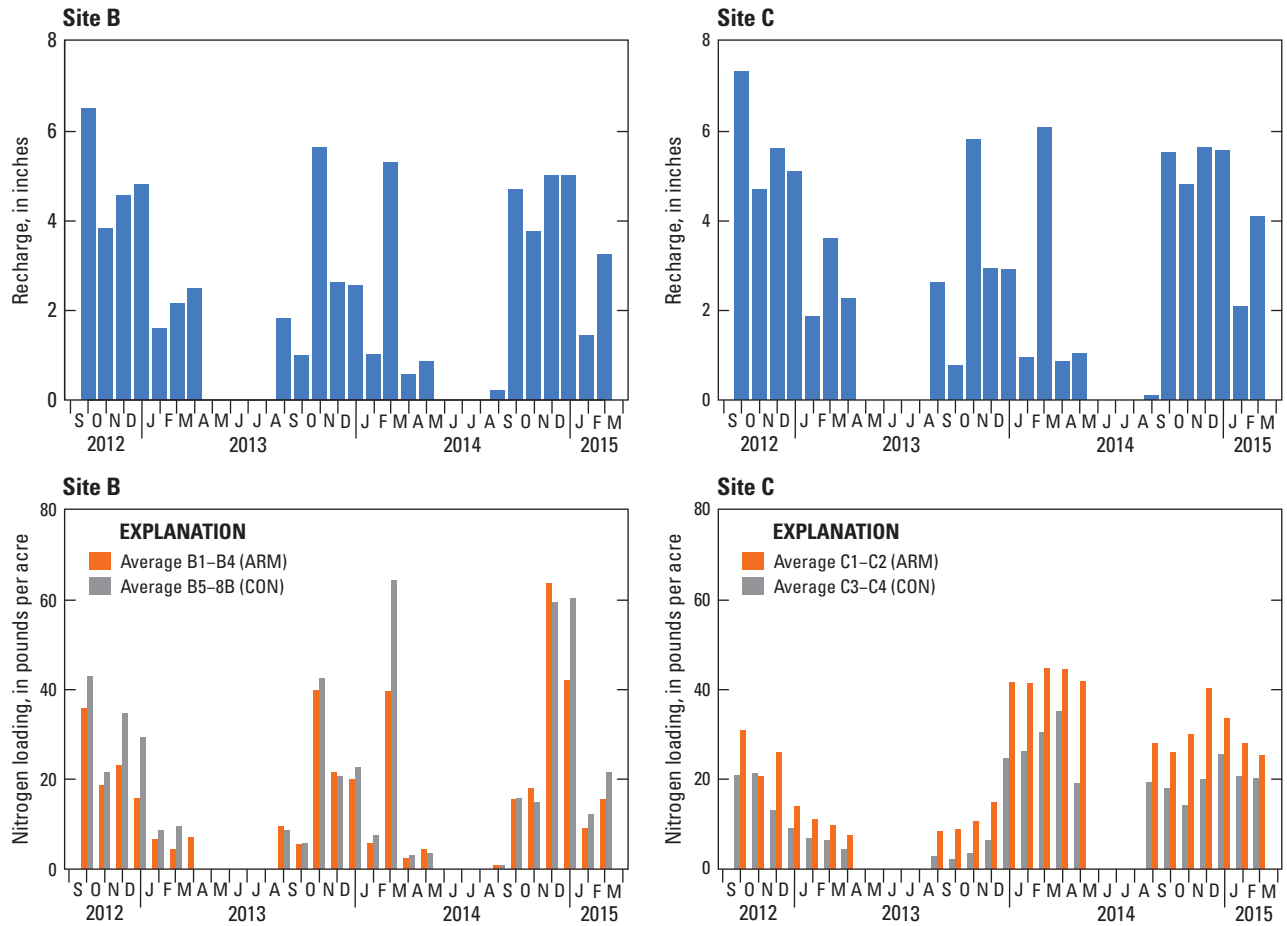 Site B
Recharge, in inches
8
6
4
2
0
S O N D J F M A M J J A S O N D J F M A M J J A S O N D J F M
2012 2013 2014 2015
Site C
Recharge, in inches
8
6
4
2
0
S O N D J F M A M J J A S O N D J F M A M J J A S O N D J F M
2012 2013 2014 2015
Site B
Nitrogen loading, in pounds per acre
80
60
40
20
0
EXPLANATION
Average B1–B4 (ARM)
Average B5–8B (CON)
S O N D J F M A M J J A S O N D J F M A M J J A S O N D J F M
2012 2013 2014 2015
Site C
Nitrogen loading, in pounds per acre
80
60
40
20
0
EXPLANATION
Average C1–C2 (ARM)
Average C3–C4 (CON)
S O N D J F M A M J J A S O N D J F M A M J J A S O N D J F M
2012 2013 2014 2015